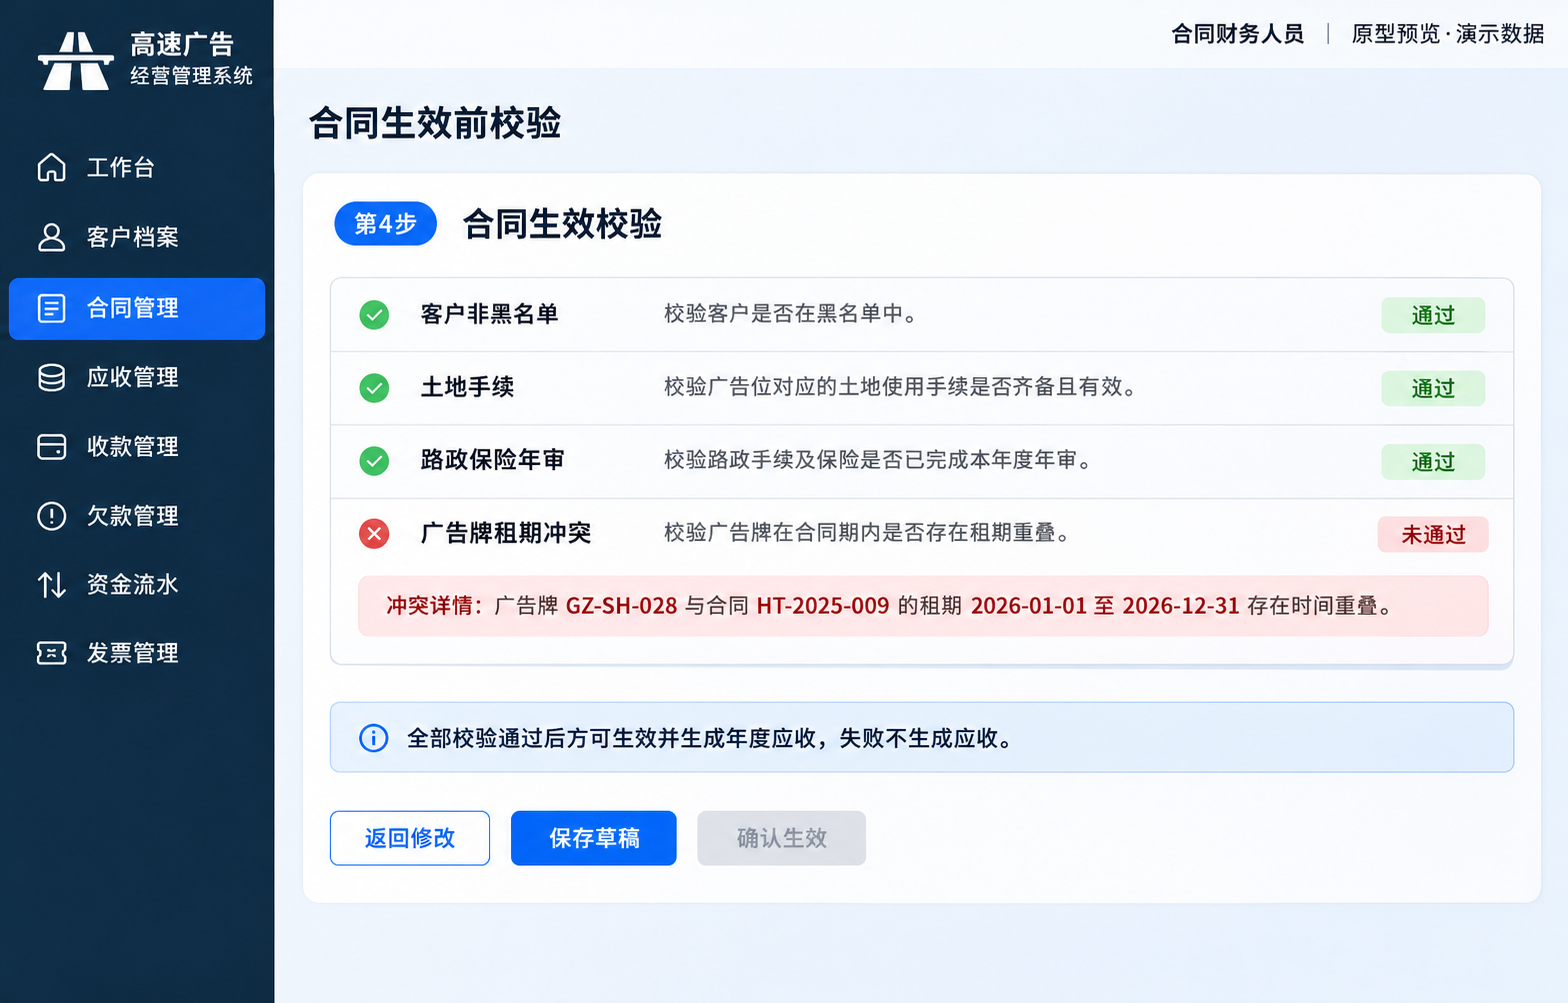 高速广告
经营管理系统
合同财务人员 | 原型预览·演示数据
工作台
客户档案
合同管理
应收管理
收款管理
欠款管理
资金流水
发票管理
合同生效前校验
第4步 合同生效校验
客户非黑名单 校验客户是否在黑名单中。 通过
土地手续 校验广告位对应的土地使用手续是否齐备且有效。 通过
路政保险年审 校验路政手续及保险是否已完成本年度年审。 通过
广告牌租期冲突 校验广告牌在合同期内是否存在租期重叠。 未通过
冲突详情：广告牌 GZ-SH-028 与合同 HT-2025-009 的租期 2026-01-01 至 2026-12-31 存在时间重叠。
全部校验通过后方可生效并生成年度应收，失败不生成应收。
返回修改 保存草稿 确认生效